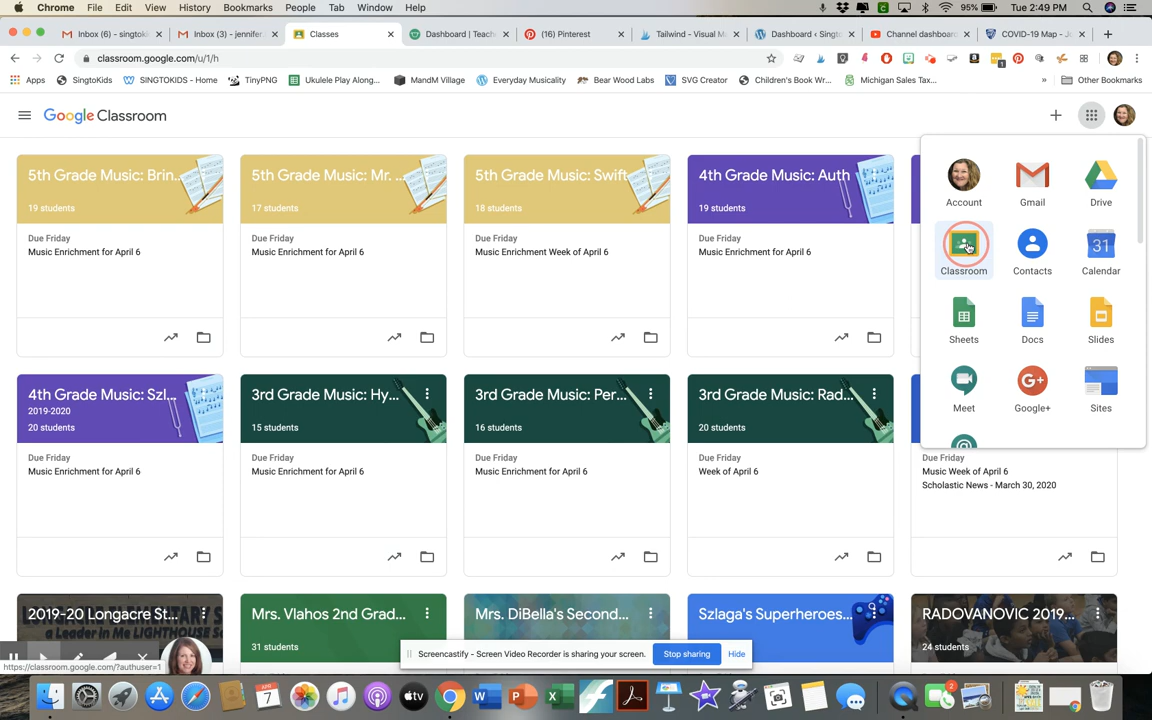 Chrome File Edit View History Bookmarks People Tab Window Help 95% Tue 2:49 PM
Inbox (6) - singtoki Inbox (3) - jennifer. Classes Dashboard | Teach (16) Pinterest Tailwind - Visual M Dashboard ‹ Singt Channel dashboard COVID-19 Map - Jo
classroom.google.com/u/1/h
Apps SingtoKids SINGTOKIDS - Home TinyPNG Ukulele Play Along... MandM Village Everyday Musicality Bear Wood Labs SVG Creator Children's Book Wr... Michigan Sales Tax... » Other Bookmarks
Google Classroom
5th Grade Music: Brin...
19 students
Due Friday
Music Enrichment for April 6
5th Grade Music: Mr. ...
17 students
Due Friday
Music Enrichment for April 6
5th Grade Music: Swift
18 students
Due Friday
Music Enrichment Week of April 6
4th Grade Music: Auth
19 students
Due Friday
Music Enrichment for April 6
Account Gmail Drive
Classroom Contacts Calendar
31
Sheets Docs Slides
G+
Meet Google+ Sites
4th Grade Music: Szl...
2019-2020
20 students
Due Friday
Music Enrichment for April 6
3rd Grade Music: Hy...
15 students
Due Friday
Music Enrichment for April 6
3rd Grade Music: Per...
16 students
Due Friday
Music Enrichment for April 6
3rd Grade Music: Rad...
20 students
Due Friday
Week of April 6
Due Friday
Music Week of April 6
Scholastic News - March 30, 2020
2019-20 Longacre St...
Mrs. Vlahos 2nd Grad...
31 students
Mrs. DiBella's Second...
Szlaga's Superheroes...
RADOVANOVIC 2019...
24 students
Screencastify - Screen Video Recorder is sharing your screen. Stop sharing Hide
https://classroom.google.com/?authuser=1